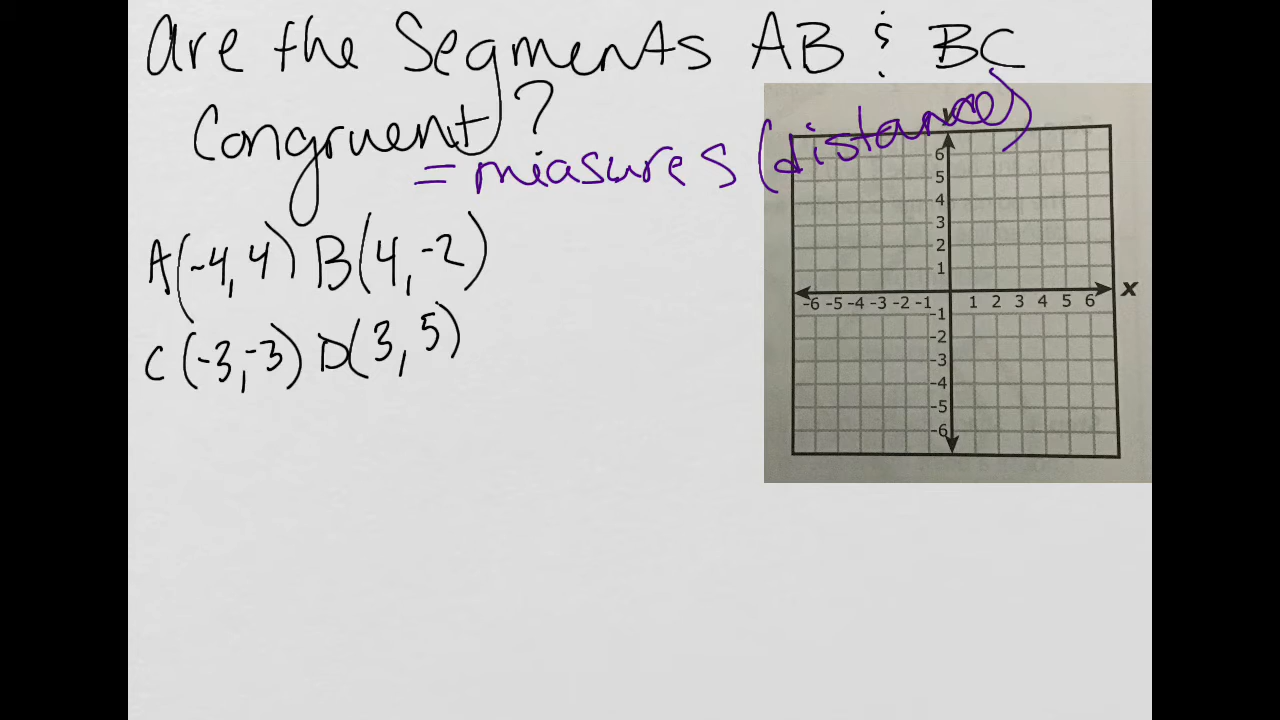 Are the Segments AB & BC
Congruent?
= measures (distance)
A(-4,4) B(4,-2)
C(-3,-3) D(3,5)
y
6
5
4
3
2
1
-6 -5 -4 -3 -2 -1 1 2 3 4 5 6 x
-1
-2
-3
-4
-5
-6